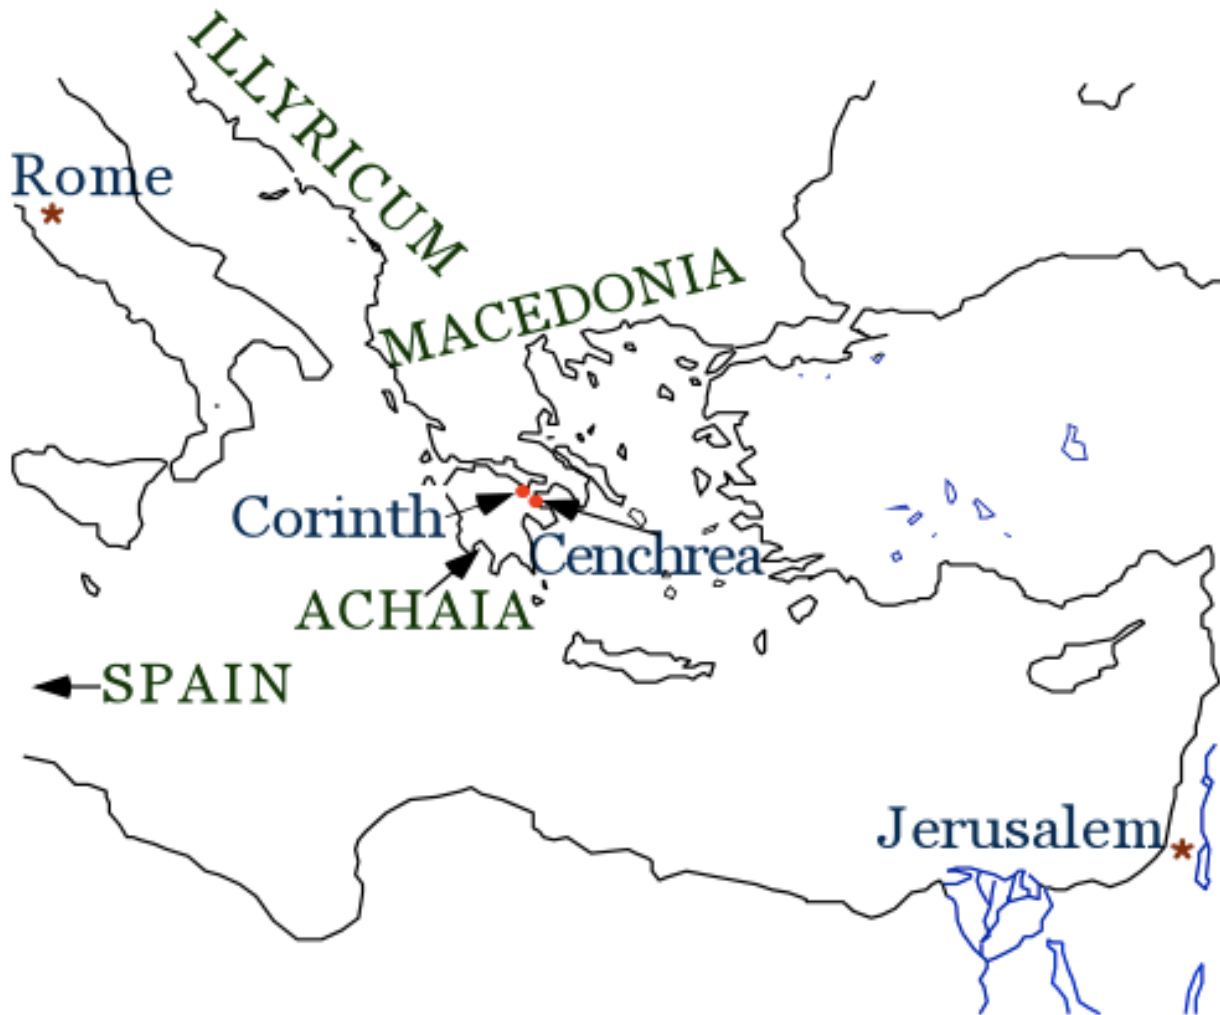 ILLYRICUM
Rome
MACEDONIA
Corinth
Cenchrea
ACHAIA
SPAIN
Jerusalem